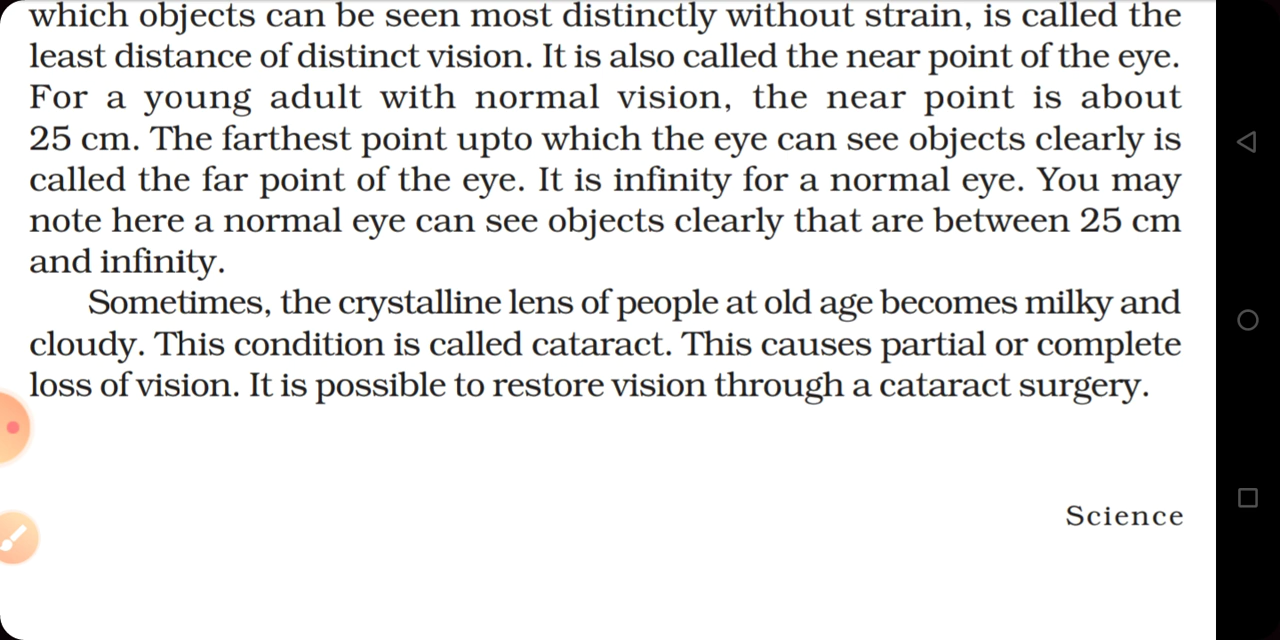 which objects can be seen most distinctly without strain, is called the
least distance of distinct vision. It is also called the near point of the eye.
For a young adult with normal vision, the near point is about
25 cm. The farthest point upto which the eye can see objects clearly is
called the far point of the eye. It is infinity for a normal eye. You may
note here a normal eye can see objects clearly that are between 25 cm
and infinity.
Sometimes, the crystalline lens of people at old age becomes milky and
cloudy. This condition is called cataract. This causes partial or complete
loss of vision. It is possible to restore vision through a cataract surgery.
Science